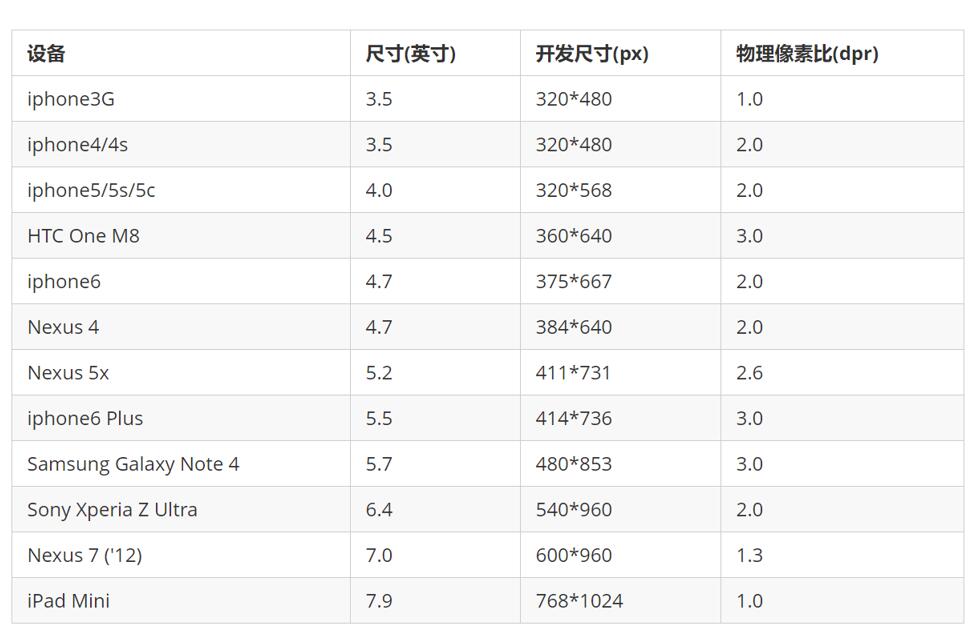 设备 尺寸(英寸) 开发尺寸(px) 物理像素比(dpr)
iphone3G 3.5 320*480 1.0
iphone4/4s 3.5 320*480 2.0
iphone5/5s/5c 4.0 320*568 2.0
HTC One M8 4.5 360*640 3.0
iphone6 4.7 375*667 2.0
Nexus 4 4.7 384*640 2.0
Nexus 5x 5.2 411*731 2.6
iphone6 Plus 5.5 414*736 3.0
Samsung Galaxy Note 4 5.7 480*853 3.0
Sony Xperia Z Ultra 6.4 540*960 2.0
Nexus 7 ('12) 7.0 600*960 1.3
iPad Mini 7.9 768*1024 1.0